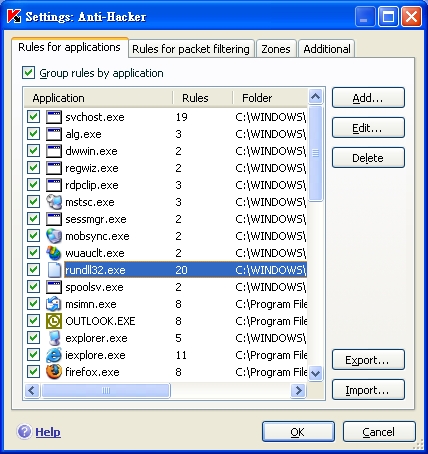 Settings: Anti-Hacker
Rules for applications Rules for packet filtering Zones Additional
Group rules by application
Application Rules Folder
svchost.exe 19 C:\WINDOWS\
alg.exe 3 C:\WINDOWS\
dwwin.exe 2 C:\WINDOWS\
regwiz.exe 2 C:\WINDOWS\
rdpclip.exe 3 C:\WINDOWS\
mstsc.exe 3 C:\WINDOWS\
sessmgr.exe 2 C:\WINDOWS\
mobsync.exe 2 C:\WINDOWS\
wuauclt.exe 2 C:\WINDOWS\
rundll32.exe 20 C:\WINDOWS\
spoolsv.exe 2 C:\WINDOWS\
msimn.exe 8 C:\Program File
OUTLOOK.EXE 8 C:\Program File
explorer.exe 5 C:\WINDOWS\
iexplore.exe 11 C:\Program File
firefox.exe 8 C:\Program File
Add...
Edit...
Delete
Export...
Import...
Help OK Cancel